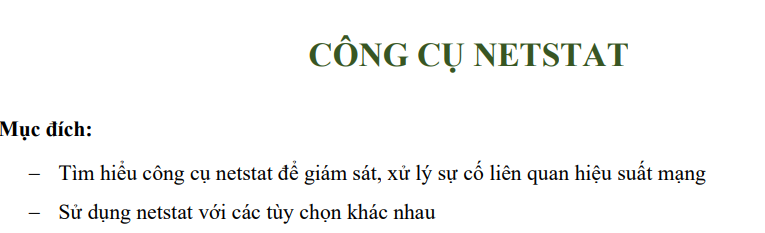 CÔNG CỤ NETSTAT
Mục đích:
– Tìm hiểu công cụ netstat để giám sát, xử lý sự cố liên quan hiệu suất mạng
– Sử dụng netstat với các tùy chọn khác nhau